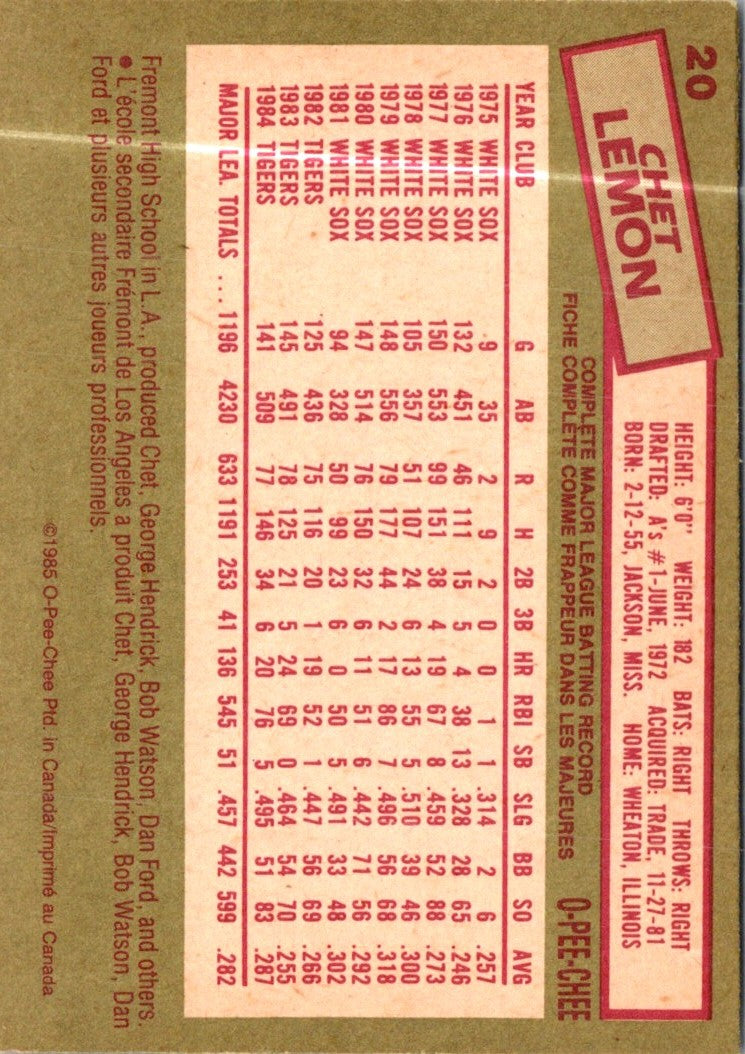 20
CHET
LEMON
HEIGHT: 6'0" WEIGHT: 182 BATS: RIGHT THROWS: RIGHT
DRAFTED: A's #1-JUNE, 1972 ACQUIRED: TRADE, 11-27-81
BORN: 2-12-55, JACKSON, MISS. HOME: WHEATON, ILLINOIS
COMPLETE MAJOR LEAGUE BATTING RECORD
FICHE COMPLÈTE COMME FRAPPEUR DANS LES MAJEURES
O-PEE-CHEE
YEAR CLUB G AB R H 2B 3B HR RBI SB SLG BB SO AVG
1975 WHITE SOX 9 35 2 9 2 0 0 1 1 .314 2 6 .257
1976 WHITE SOX 132 451 46 111 15 5 4 38 13 .328 28 65 .246
1977 WHITE SOX 150 553 99 151 38 4 19 67 8 .459 52 88 .273
1978 WHITE SOX 105 357 51 107 24 6 13 55 5 .510 39 46 .300
1979 WHITE SOX 148 556 79 177 44 2 17 86 7 .496 56 68 .318
1980 WHITE SOX 147 514 76 150 32 6 11 51 6 .442 71 56 .292
1981 WHITE SOX 94 328 50 99 23 6 0 50 5 .491 33 48 .302
1982 TIGERS 125 436 75 116 20 1 19 52 1 .447 56 69 .266
1983 TIGERS 145 491 78 125 21 5 24 69 0 .464 54 70 .255
1984 TIGERS 141 509 77 146 34 6 20 76 5 .495 51 83 .287
MAJOR LEA. TOTALS ... 1196 4230 633 1191 253 41 136 545 51 .457 442 599 .282
Fremont High School in L.A., produced Chet, George Hendrick, Bob Watson, Dan Ford, and others.
● L'école secondaire Frémont de Los Angeles a produit Chet, George Hendrick, Bob Watson, Dan
Ford et plusieurs autres joueurs professionnels.
©1985 O-Pee-Chee Ptd. in Canada/Imprimé au Canada